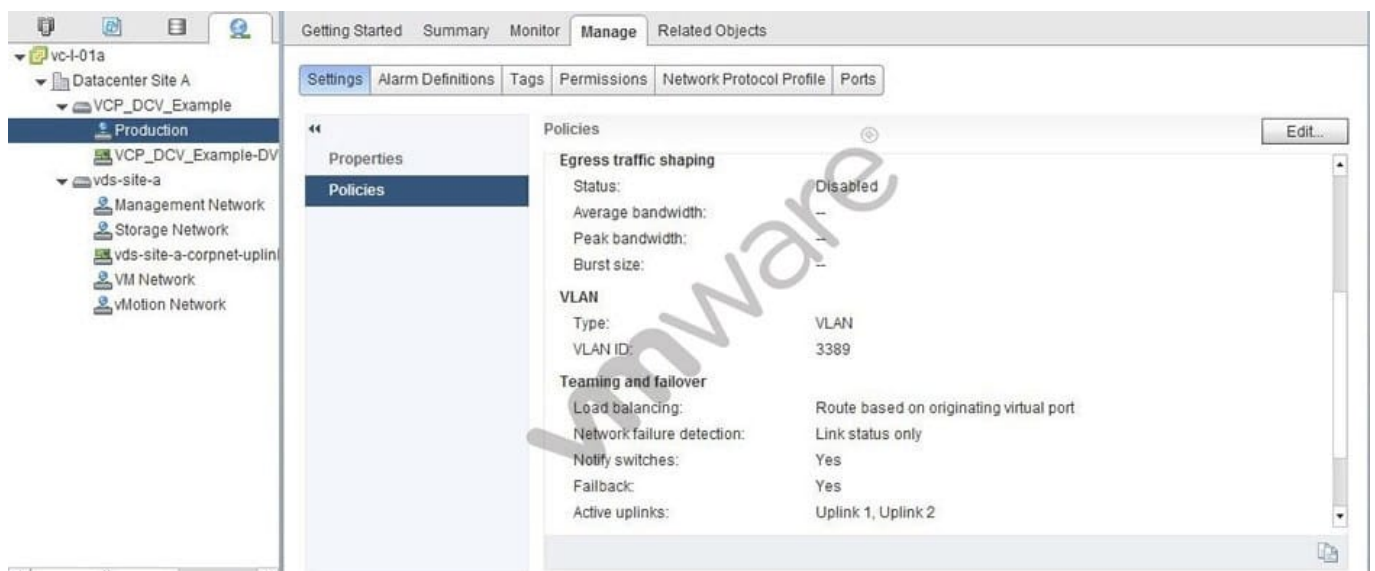 Getting Started Summary Monitor Manage Related Objects
vc-l-01a
Datacenter Site A
VCP_DCV_Example
Production
VCP_DCV_Example-DV
vds-site-a
Management Network
Storage Network
vds-site-a-corpnet-uplin
VM Network
vMotion Network
Settings Alarm Definitions Tags Permissions Network Protocol Profile Ports
Properties
Policies
Policies
Edit...
Egress traffic shaping
Status: Disabled
Average bandwidth: --
Peak bandwidth: --
Burst size: --
VLAN
Type: VLAN
VLAN ID: 3389
Teaming and failover
Load balancing: Route based on originating virtual port
Network failure detection: Link status only
Notify switches: Yes
Failback: Yes
Active uplinks: Uplink 1, Uplink 2
vmware®